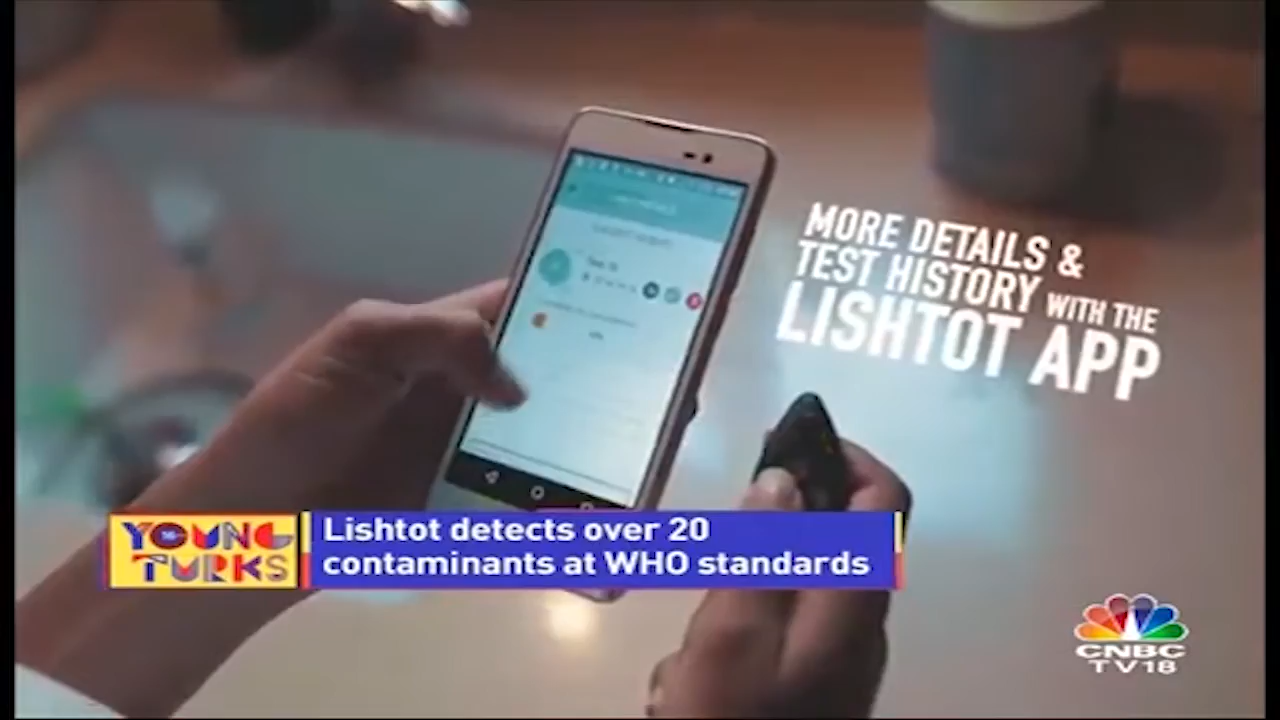 MORE DETAILS &
TEST HISTORY WITH THE
LISHTOT APP
YOUNG
TURKS
Lishtot detects over 20
contaminants at WHO standards
CNBC
TV18